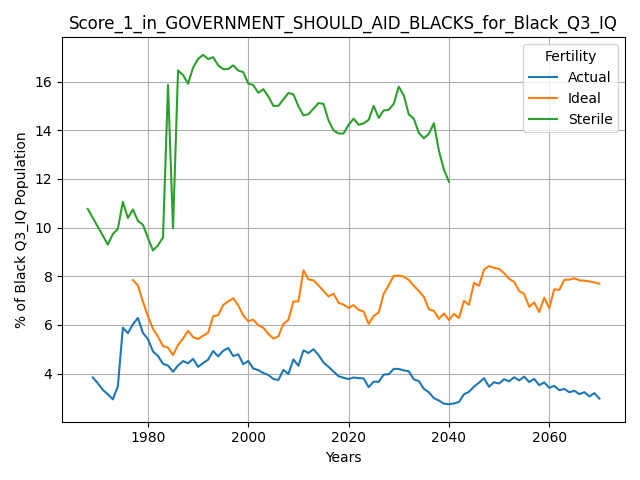 Score_1_in_GOVERNMENT_SHOULD_AID_BLACKS_for_Black_Q3_IQ
Fertility
Actual
Ideal
Sterile
% of Black Q3_IQ Population
16
14
12
10
8
6
4
1980
2000
2020
2040
2060
Years